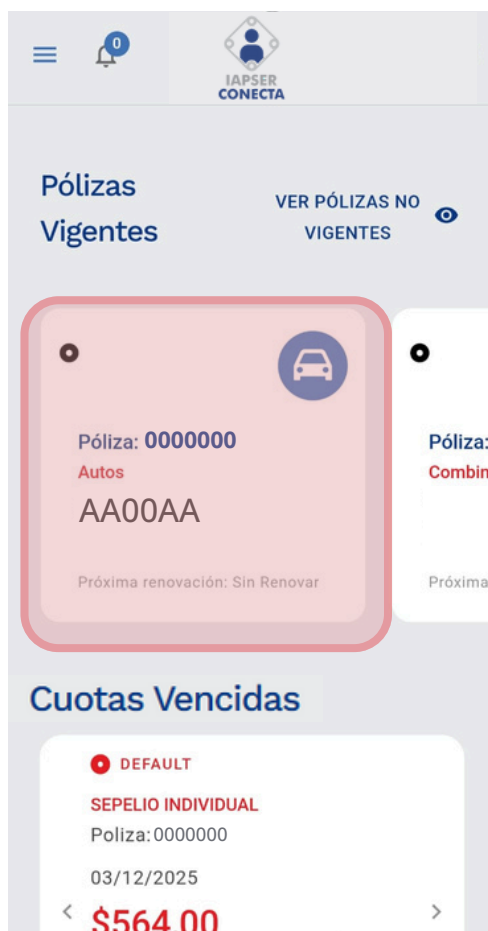 0
IAPSER
CONECTA
Pólizas
Vigentes
VER PÓLIZAS NO
VIGENTES
Póliza: 0000000
Autos
AA00AA
Próxima renovación: Sin Renovar
Póliza:
Combin
Próxima
Cuotas Vencidas
DEFAULT
SEPELIO INDIVIDUAL
Poliza: 0000000
03/12/2025
$564.00